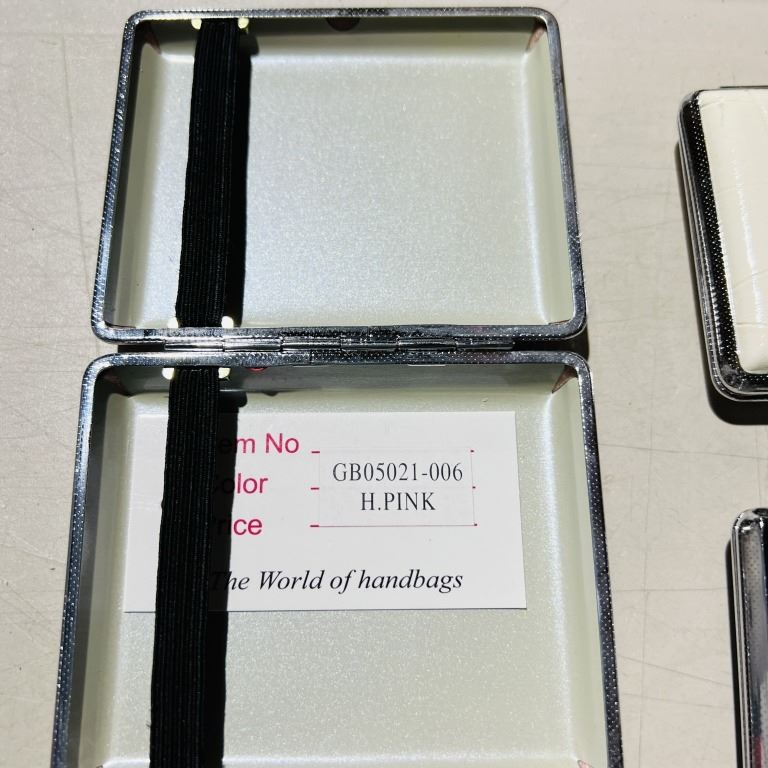 em No
GB05021-006
olor
H.PINK
rice
The World of handbags